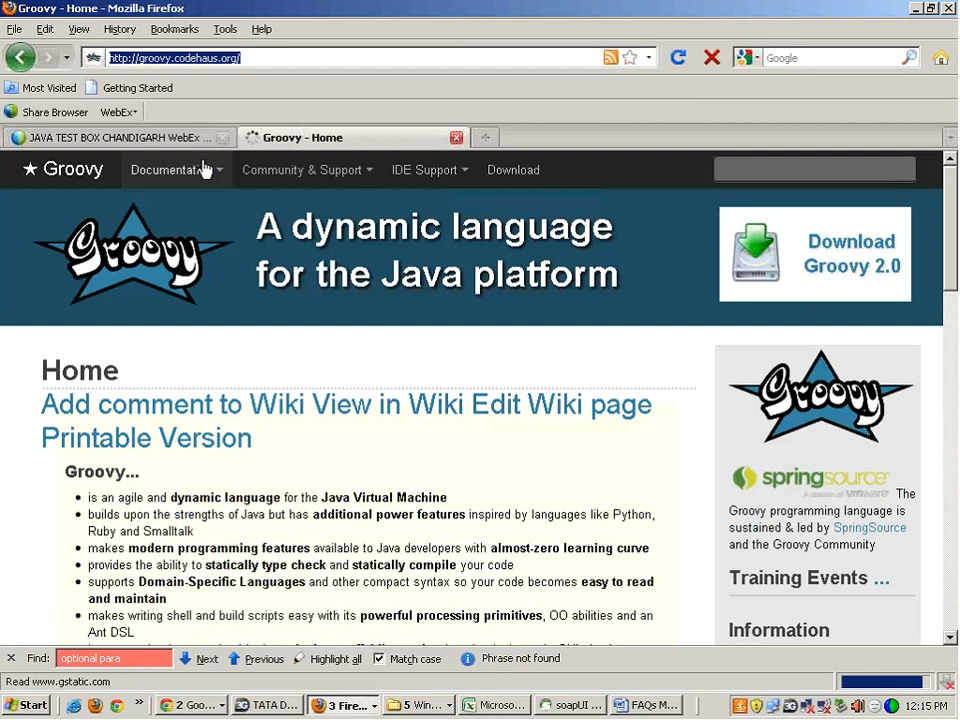 Groovy - Home - Mozilla Firefox
File Edit View History Bookmarks Tools Help
http://groovy.codehaus.org/
Google
Most Visited Getting Started
Share Browser WebEx
JAVA TEST BOX CHANDIGARH WebEx ...
Groovy - Home
★ Groovy
Community & Support IDE Support Download
Groovy
A dynamic language
for the Java platform
Download
Groovy 2.0
Home
Add comment to Wiki View in Wiki Edit Wiki page
Printable Version
Groovy...
• is an agile and dynamic language for the Java Virtual Machine
• builds upon the strengths of Java but has additional power features inspired by languages like Python,
Ruby and Smalltalk
• makes modern programming features available to Java developers with almost-zero learning curve
• provides the ability to statically type check and statically compile your code
• supports Domain-Specific Languages and other compact syntax so your code becomes easy to read
and maintain
• makes writing shell and build scripts easy with its powerful processing primitives, OO abilities and an
Ant DSL
Groovy
springsource
A division of VMWARE
The
Groovy programming language is
sustained & led by SpringSource
and the Groovy Community
Training Events ...
Information
Find: optional para Next Previous Highlight all Match case Phrase not found
Read www.gstatic.com
Start » 2 Goo... TATA D... 3 Fire... 5 Win... Microso... soapUI ... FAQs M... 12:15 PM